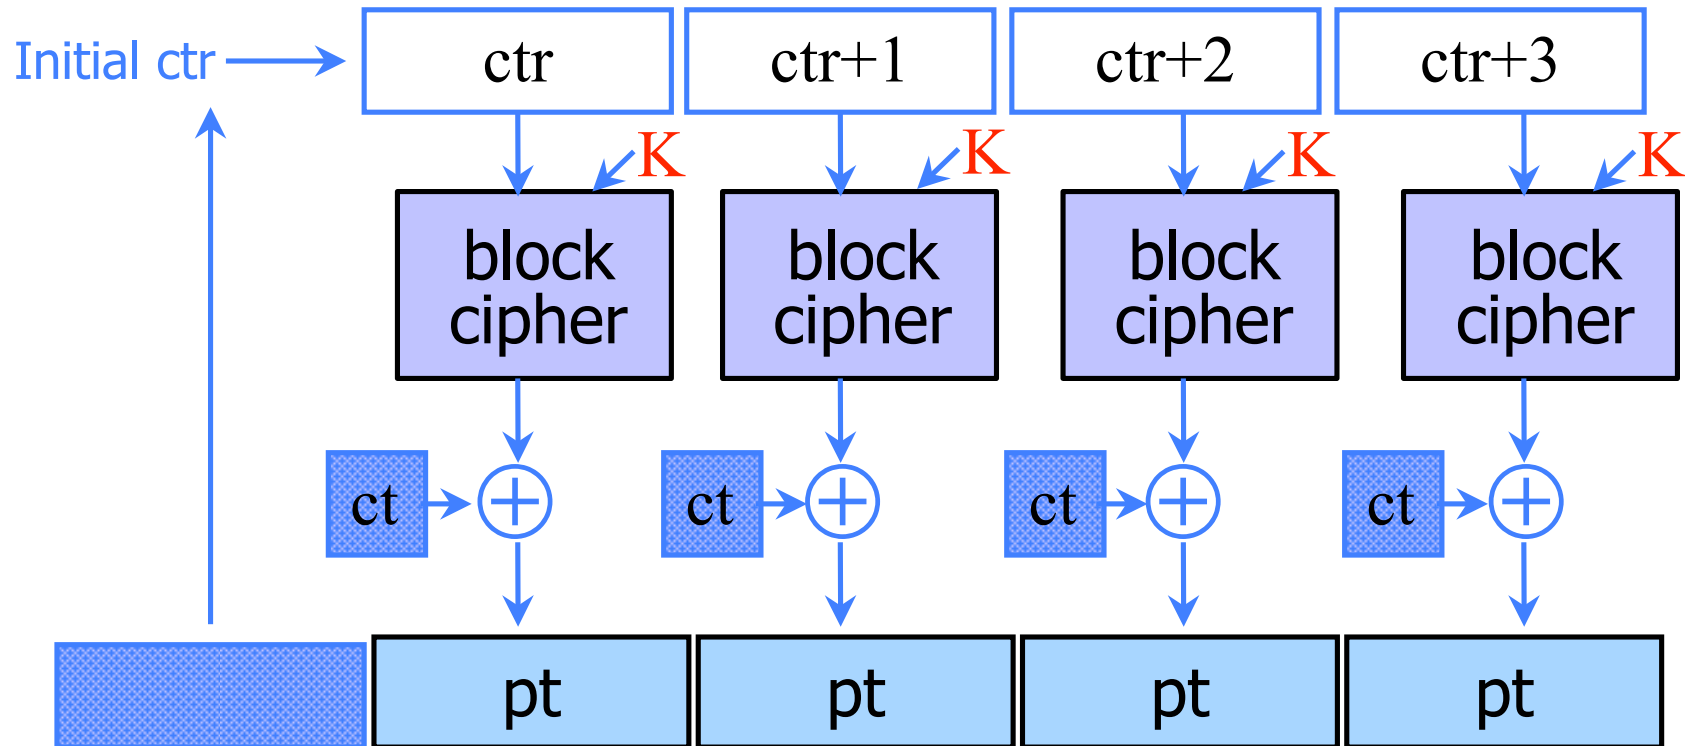 Initial ctr
ctr
ctr+1
ctr+2
ctr+3
K
K
K
K
block
cipher
block
cipher
block
cipher
block
cipher
ct
ct
ct
ct
pt
pt
pt
pt